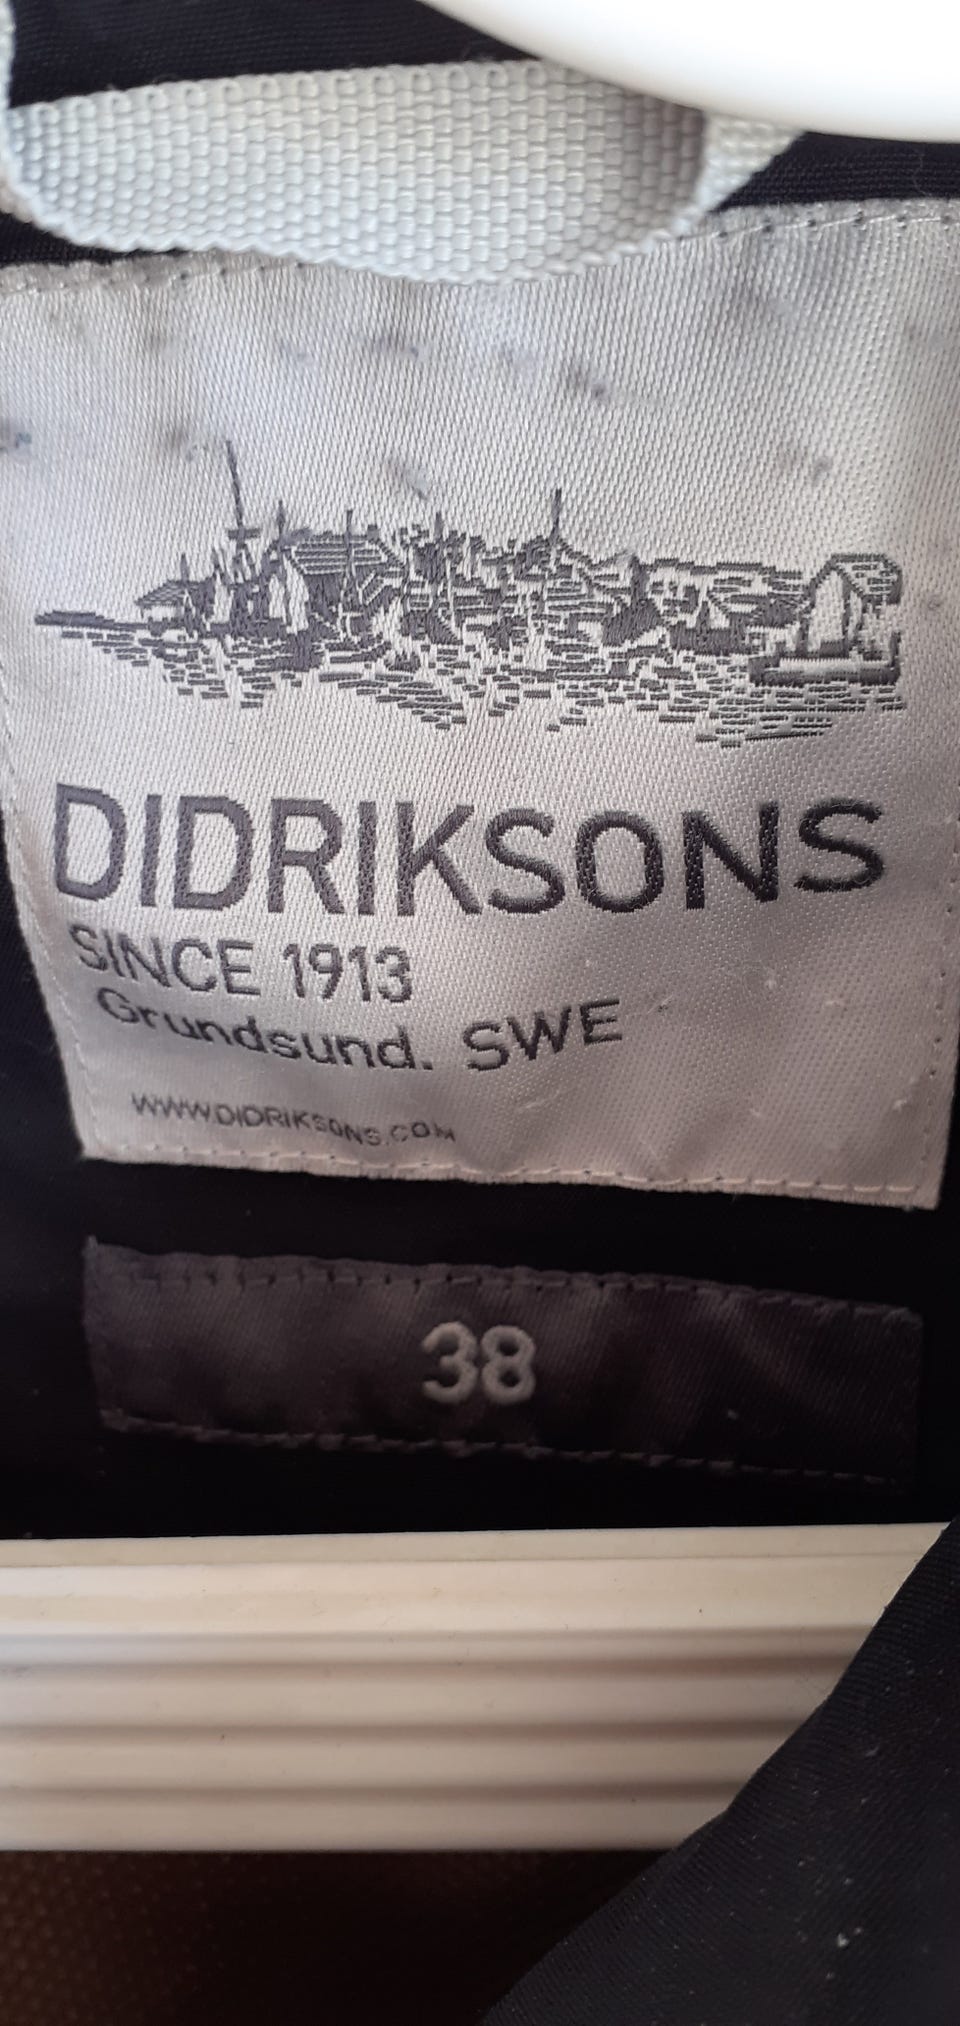 DIDRIKSONS
SINCE 1913
Grundsund. SWE
WWW.DIDRIKSONS.COM
38